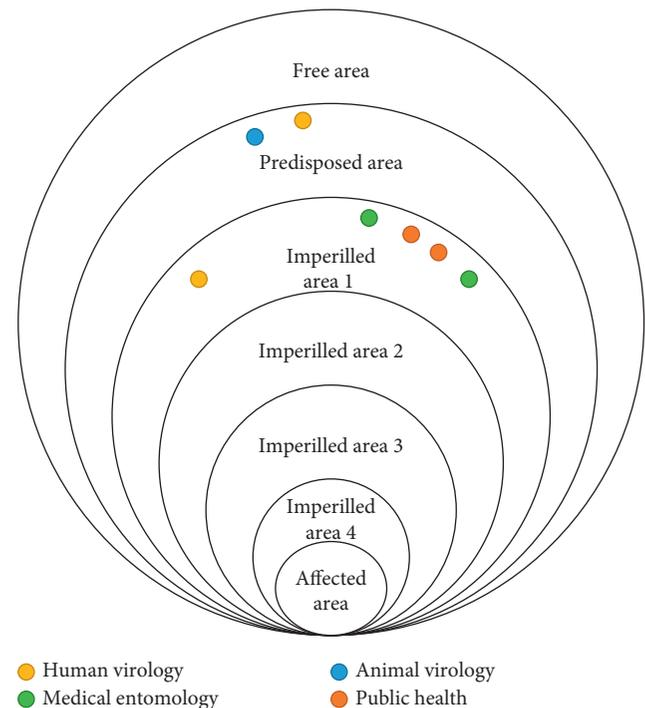 Free area
Predisposed area
Imperilled
area 1
Imperilled area 2
Imperilled area 3
Imperilled
area 4
Affected
area
Human virology
Animal virology
Medical entomology
Public health